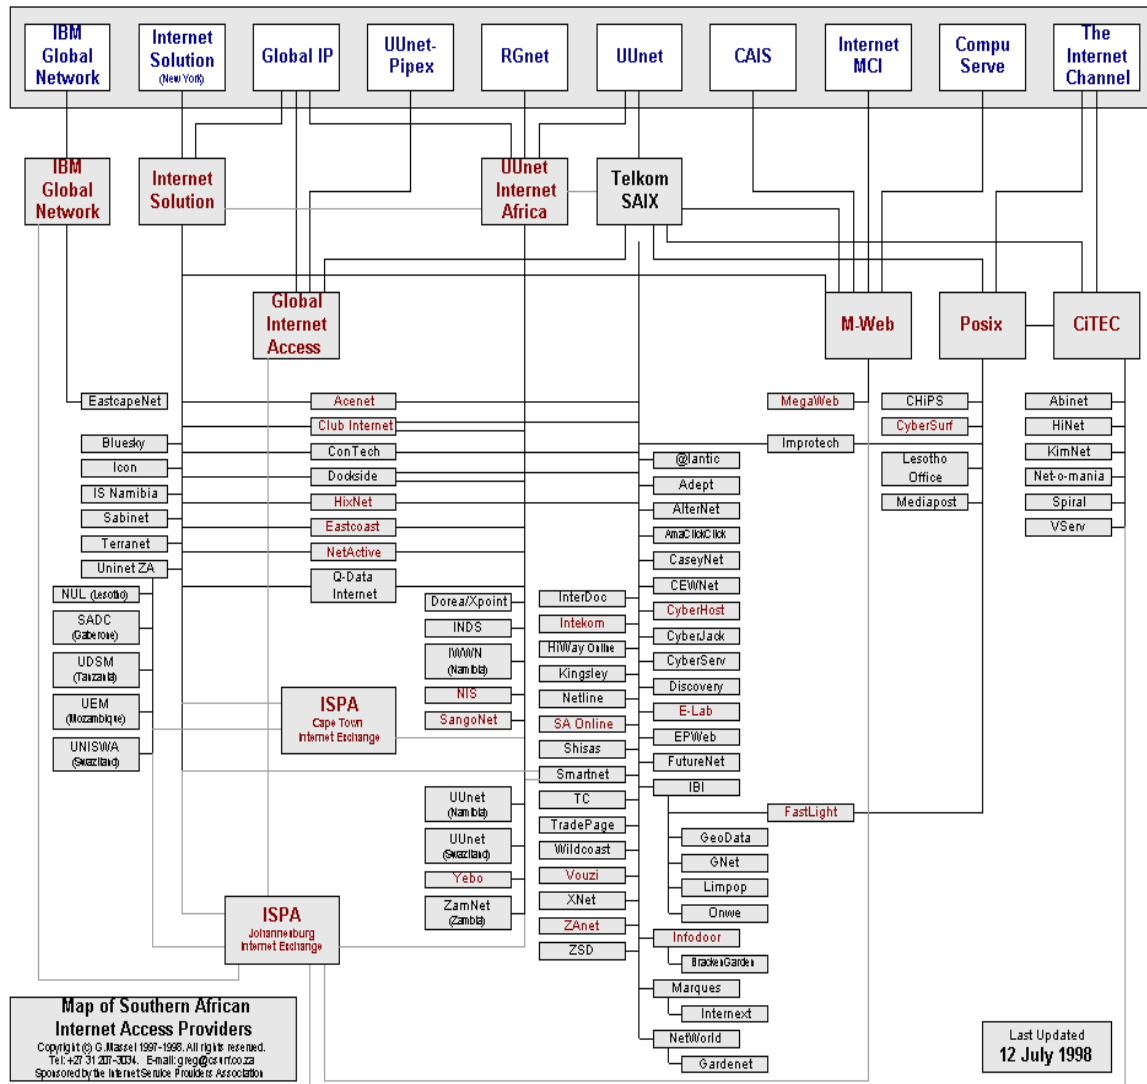 IBM
Global
Network
Internet
Solution
(New York)
Global IP
UUnet-
Pipex
RGnet
UUnet
CAIS
Internet
MCI
Compu
Serve
The
Internet
Channel
IBM
Global
Network
Internet
Solution
UUnet
Internet
Africa
Telkom
SAIX
Global
Internet
Access
M-Web
Posix
CiTEC
EastcapeNet
Bluesky
Icon
IS Namibia
Sabinet
Terranet
Uninet ZA
NUL (Lesotho)
SADC
(Gaberone)
UDSM
(Tanzania)
UEM
(Mozambique)
UNISWA
(Swaziland)
Acenet
Club Internet
ConTech
Dockside
HixNet
Eastcoast
NetActive
Q-Data
Internet
Dorea/Xpoint
INDS
IWWN
(Namibia)
NIS
SangoNet
ISPA
Cape Town
Internet Exchange
UUnet
(Namibia)
UUnet
(Swaziland)
Yebo
ZamNet
(Zambia)
ISPA
Johannenburg
Internet Exchange
InterDoc
Intekom
HiWay Online
Kingsley
Netline
SA Online
Shisas
Smartnet
TC
TradePage
Wildcoast
Vouzi
XNet
ZAnet
ZSD
@lantic
Adept
AlterNet
AmaClickClick
CaseyNet
CEWNet
CyberHost
CyberJack
CyberServ
Discovery
E-Lab
EPWeb
FutureNet
IBI
GeoData
GNet
Limpop
Onwe
Infodoor
BrackenGarden
Marques
Internext
NetWorld
Gardenet
MegaWeb
Improtech
FastLight
CHiPS
CyberSurf
Lesotho
Office
Mediapost
Abinet
HiNet
KimNet
Net-o-mania
Spiral
VServ
Map of Southern African
Internet Access Providers
Copyright (c) G.Massel 1997-1998. All rights reserved.
Tel: +27 31 207-3034. E-mail: greg@csurf.co.za
Sponsored by the Internet Service Providers Association
Last Updated
12 July 1998